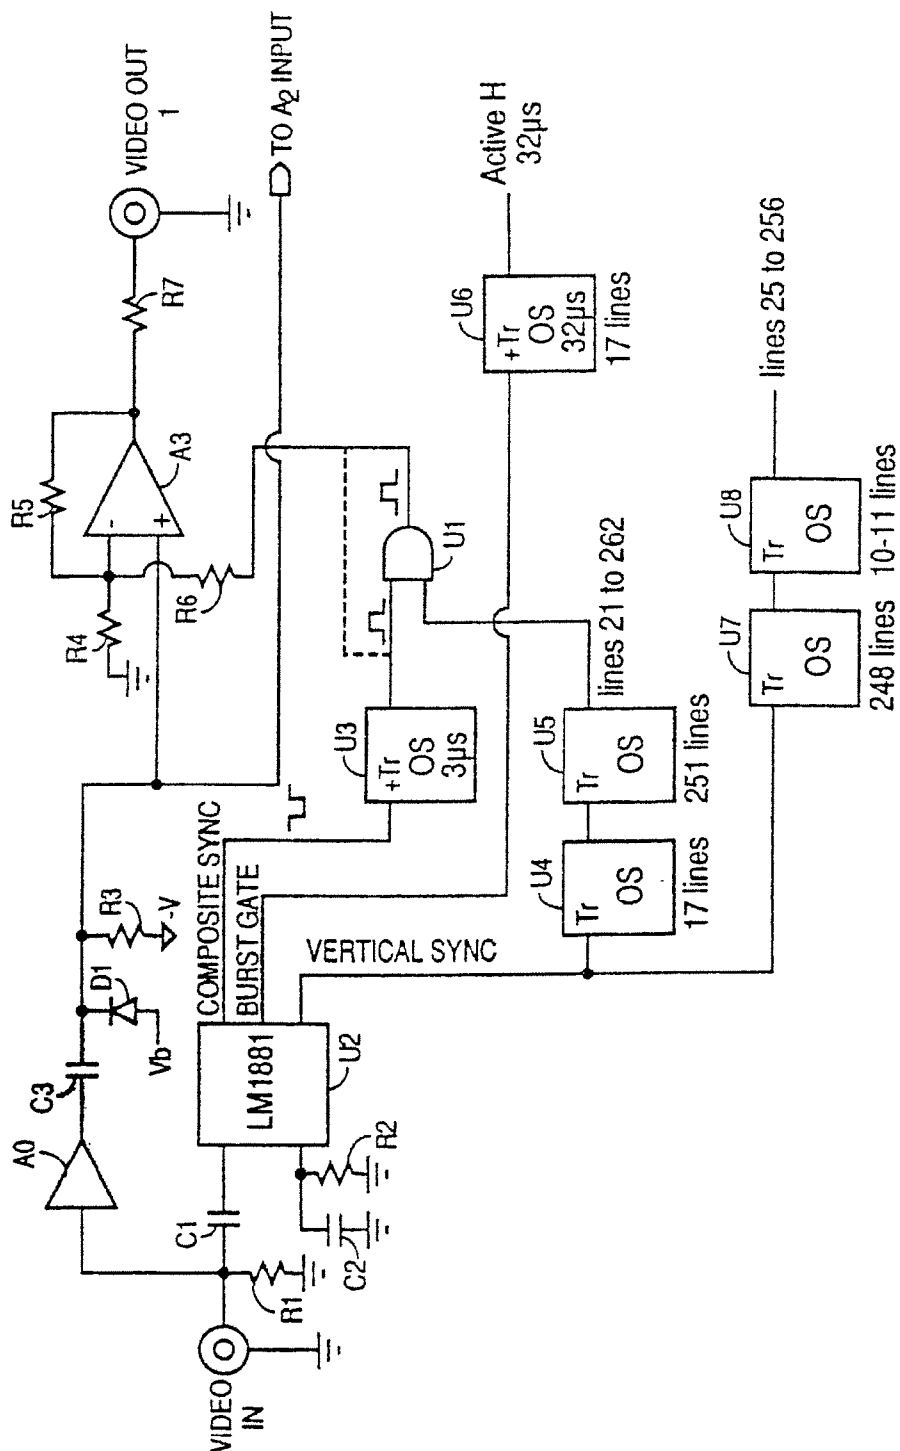 VIDEO
IN
R1
C1
A0
C3
Vb
D1
R3
-V
C2
R2
LM1881
U2
COMPOSITE SYNC
BURST GATE
VERTICAL SYNC
R4
R5
R6
-
+
A3
R7
VIDEO OUT
1
TO A2 INPUT
U3
+Tr
OS
3µs
U1
U4
Tr
OS
17 lines
U5
Tr
OS
251 lines
lines 21 to 262
U6
+Tr
OS
32µs
17 lines
Active H
32µs
U7
Tr
OS
248 lines
U8
Tr
OS
10-11 lines
lines 25 to 256